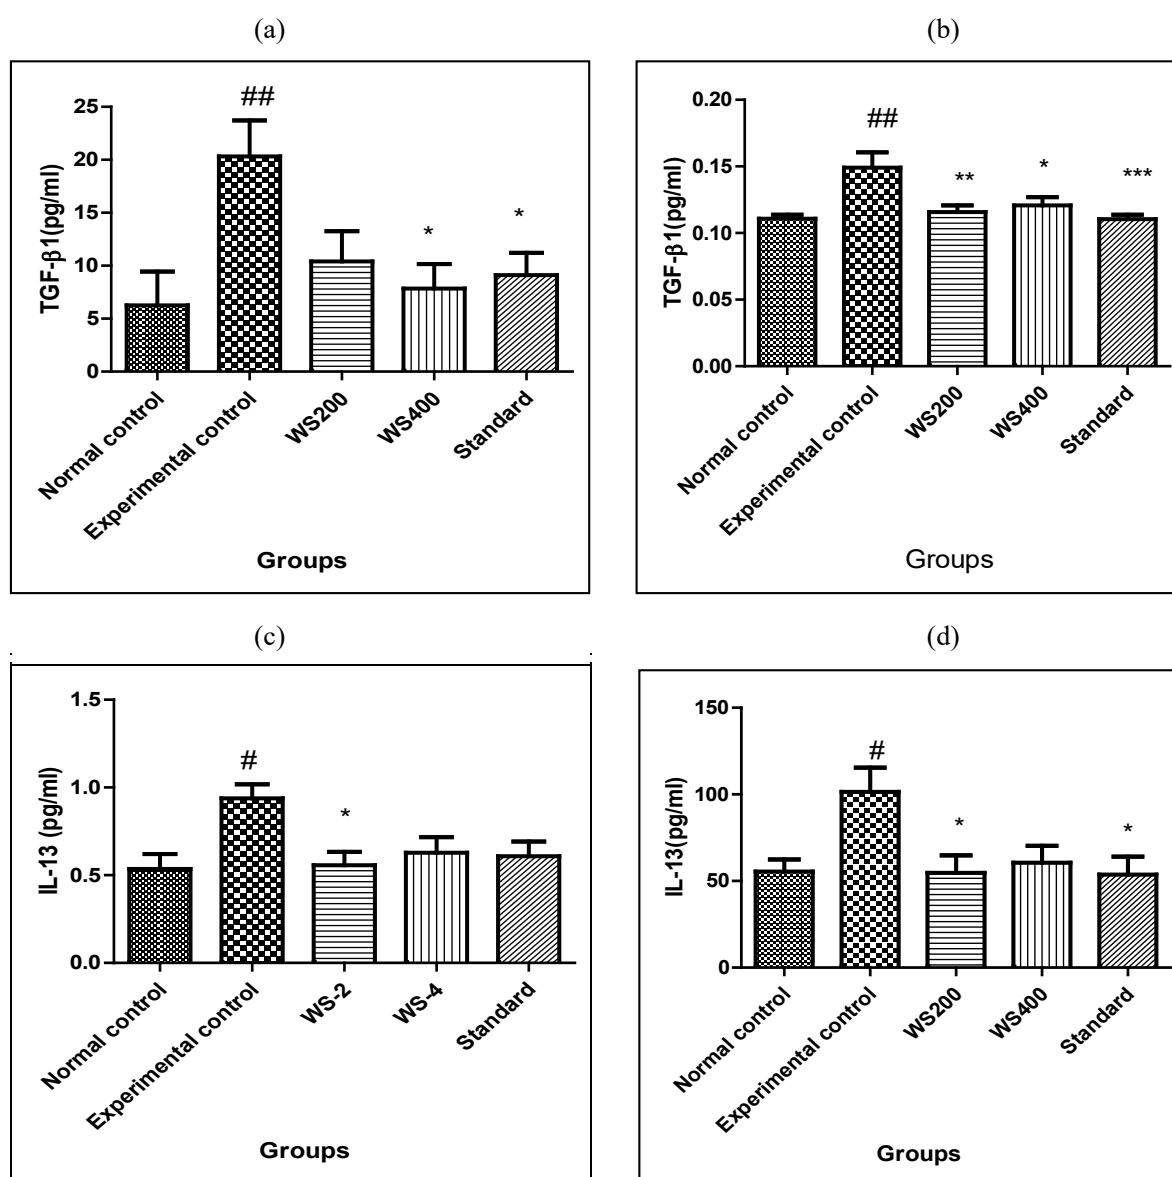 (a)
(b)
TGF-β1(pg/ml)
25
20
15
10
5
0
##
*
*
Normal control
Experimental control
WS200
WS400
Standard
Groups
TGF-β1(pg/ml)
0.20
0.15
0.10
0.05
0.00
##
**
*
***
Normal control
Experimental control
WS200
WS400
Standard
Groups
(c)
(d)
IL-13 (pg/ml)
1.5
1.0
0.5
0.0
#
*
Normal control
Experimental control
WS-2
WS-4
Standard
Groups
IL-13(pg/ml)
150
100
50
0
#
*
*
Normal control
Experimental control
WS200
WS400
Standard
Groups